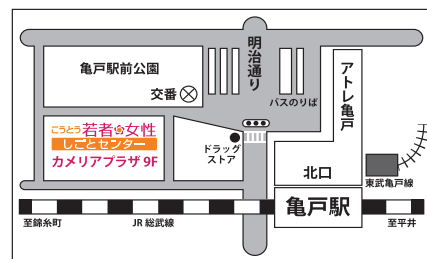 亀戸駅前公園
交番
明治通り
バスのりば
アトレ亀戸
こうとう若者女性
しごとセンター
カメリアプラザ 9F
ドラッグ
ストア
北口
東武亀戸線
亀戸駅
至錦糸町
JR 総武線
至平井